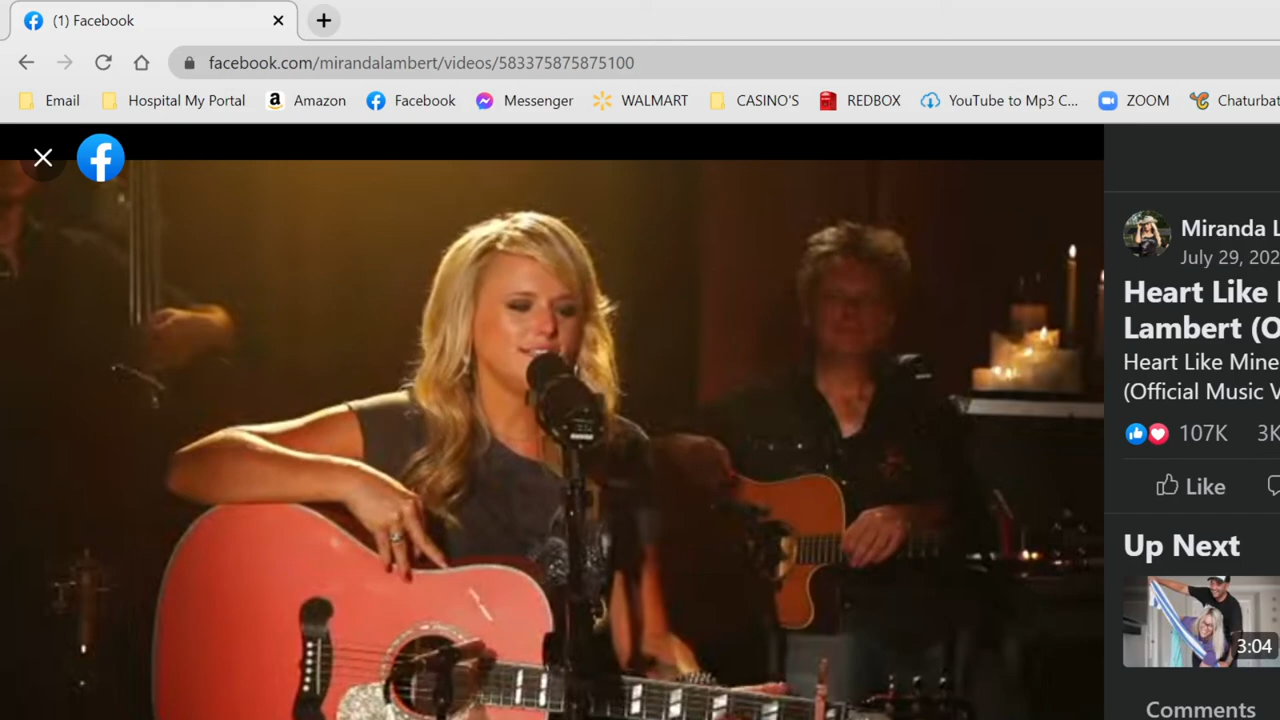 (1) Facebook
facebook.com/mirandalambert/videos/583375875875100
Email Hospital My Portal Amazon Facebook Messenger WALMART CASINO'S REDBOX YouTube to Mp3 C... ZOOM Chaturbat
Miranda L
July 29, 202
Heart Like
Lambert (O
Heart Like Mine
(Official Music V
107K 3K
Like
Up Next
3:04
Comments